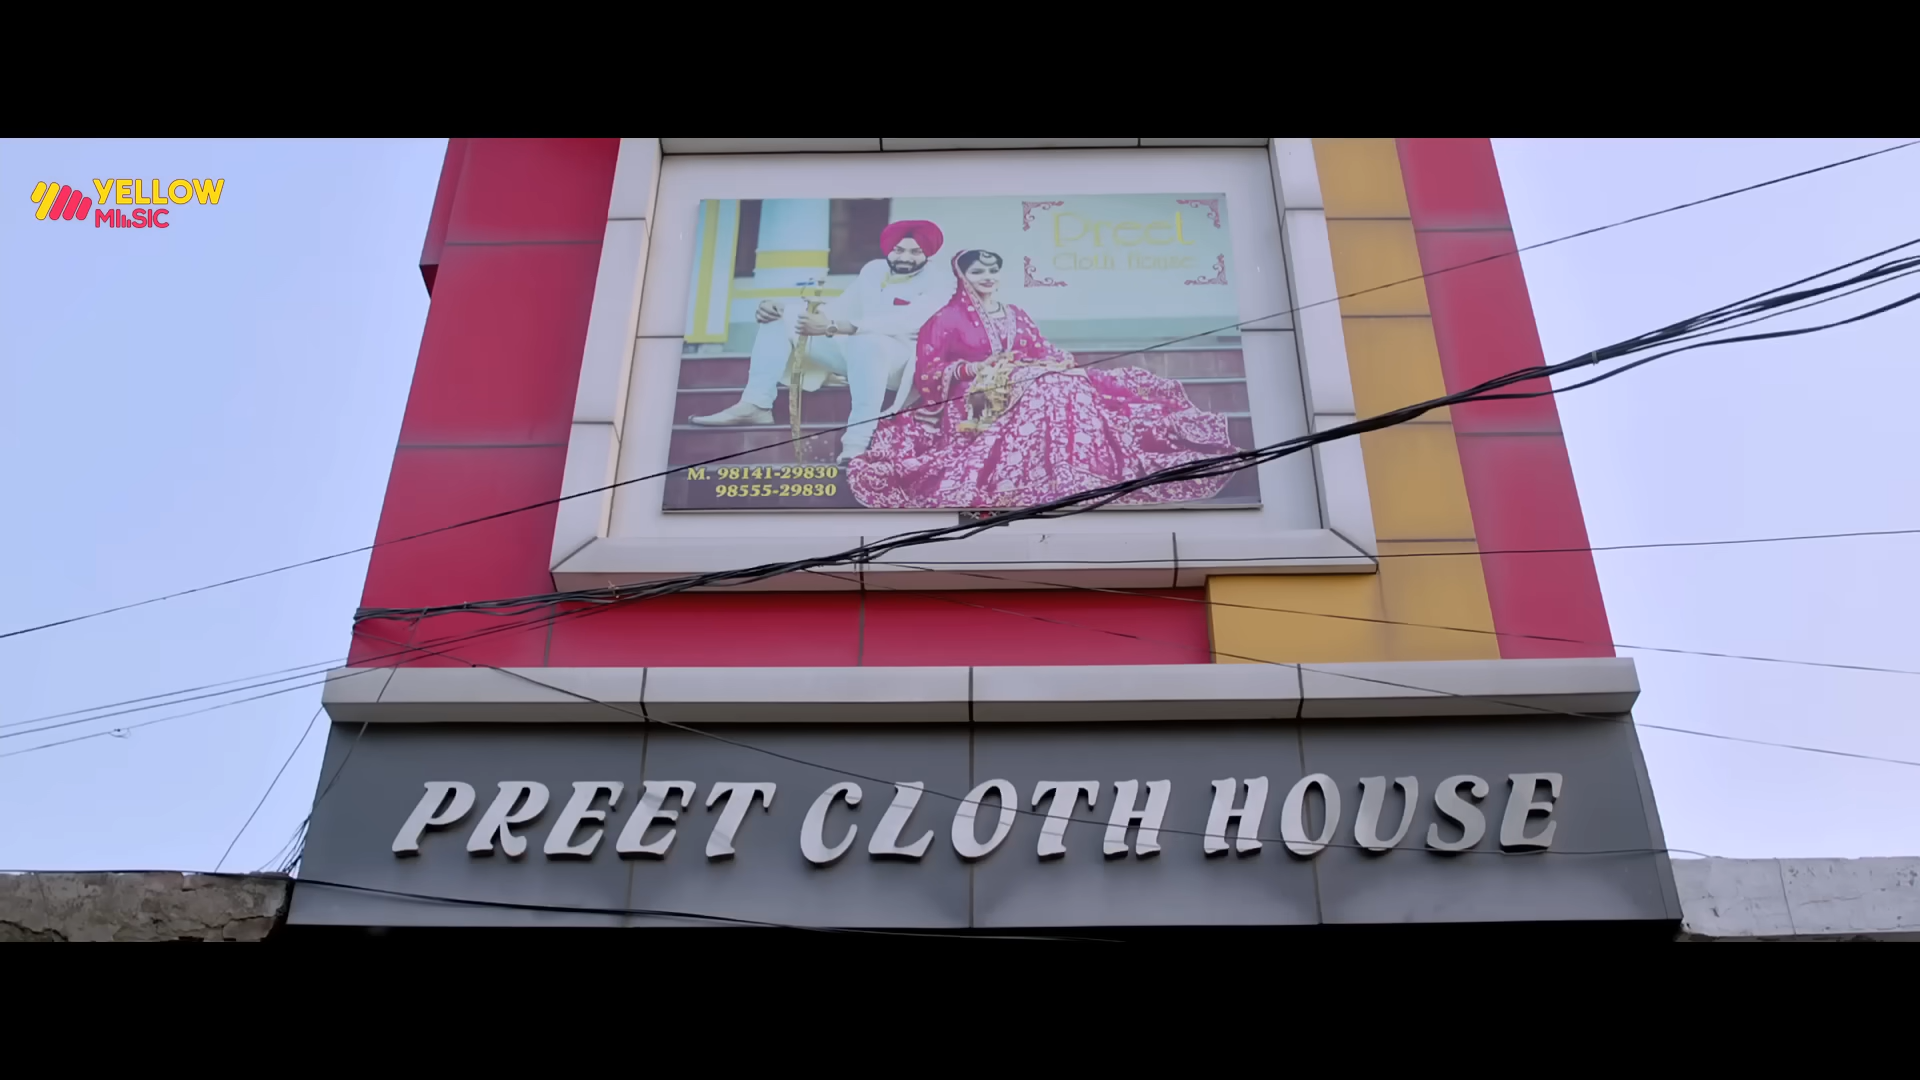 YELLOW
MUSIC
Preet
Cloth House
M. 98141-29830
98555-29830
PREET CLOTH HOUSE